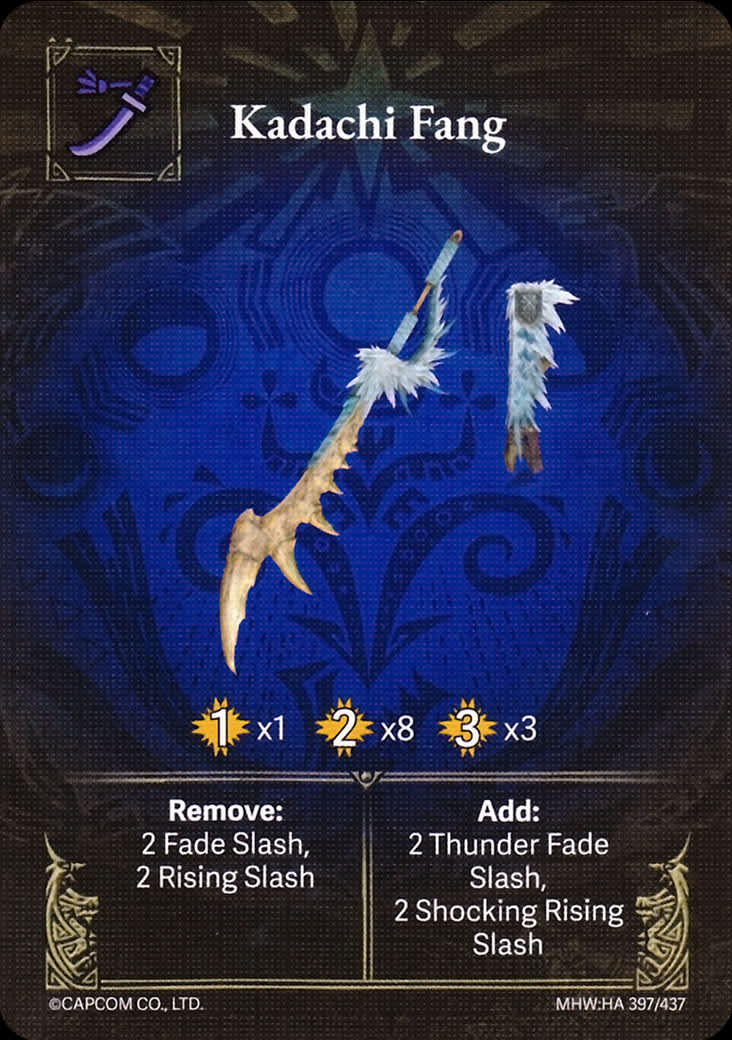 Kadachi Fang
1 x1 2 x8 3 x3
Remove:
2 Fade Slash,
2 Rising Slash
Add:
2 Thunder Fade
Slash,
2 Shocking Rising
Slash
©CAPCOM CO., LTD.
MHW:HA 397/437